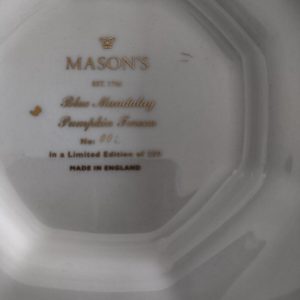 MASON'S
EST. 1796
Blue Mandalay
Pumpkin Tureen
No:
In a Limited Edition of
MADE IN ENGLAND